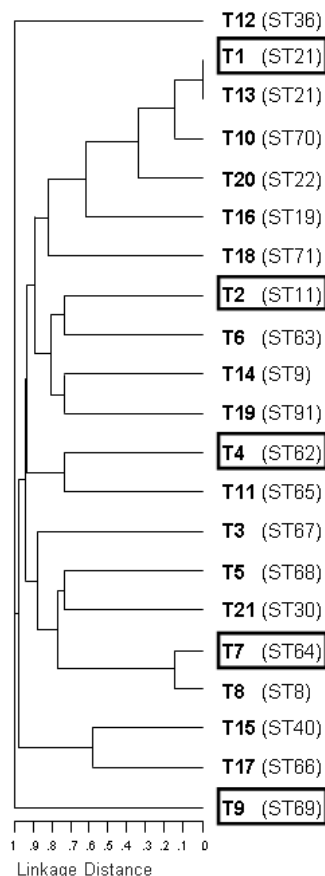 T12 (ST36)
T1 (ST21)
T13 (ST21)
T10 (ST70)
T20 (ST22)
T16 (ST19)
T18 (ST71)
T2 (ST11)
T6 (ST63)
T14 (ST9)
T19 (ST91)
T4 (ST62)
T11 (ST65)
T3 (ST67)
T5 (ST68)
T21 (ST30)
T7 (ST64)
T8 (ST8)
T15 (ST40)
T17 (ST66)
T9 (ST69)
1 .9 .8 .7 .6 .5 .4 .3 .2 .1 0
Linkage Distance